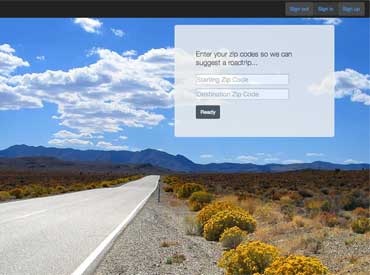 Sign out Sign in Sign up
Enter your zip codes so we can
suggest a roadtrip...
Starting Zip Code
Destination Zip Code
Ready